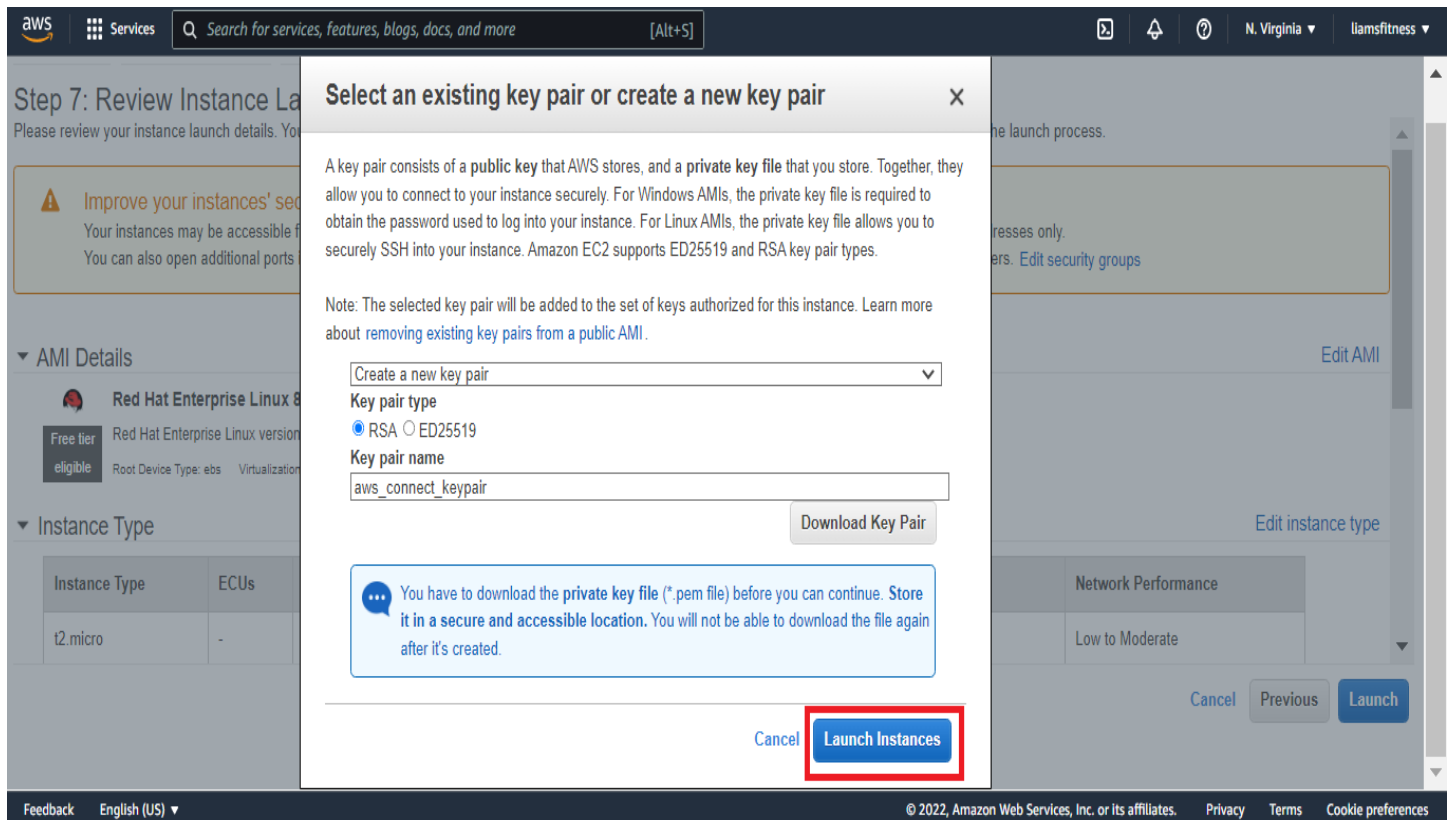 aws
Services
Search for services, features, blogs, docs, and more [Alt+S]
N. Virginia ▼
liamsfitness ▼
Step 7: Review Instance La
Please review your instance launch details. You
he launch process.
Improve your instances' sec
Your instances may be accessible f
resses only.
You can also open additional ports i
ers. Edit security groups
AMI Details
Edit AMI
Red Hat Enterprise Linux 8
Free tier
eligible
Red Hat Enterprise Linux version
Root Device Type: ebs Virtualization
Instance Type
Edit instance type
Instance Type ECUs Network Performance
t2.micro - Low to Moderate
Cancel Previous Launch
Select an existing key pair or create a new key pair
A key pair consists of a public key that AWS stores, and a private key file that you store. Together, they
allow you to connect to your instance securely. For Windows AMIs, the private key file is required to
obtain the password used to log into your instance. For Linux AMIs, the private key file allows you to
securely SSH into your instance. Amazon EC2 supports ED25519 and RSA key pair types.
Note: The selected key pair will be added to the set of keys authorized for this instance. Learn more
about removing existing key pairs from a public AMI.
Create a new key pair
Key pair type
RSA ED25519
Key pair name
aws_connect_keypair
Download Key Pair
You have to download the private key file (*.pem file) before you can continue. Store
it in a secure and accessible location. You will not be able to download the file again
after it's created.
Cancel Launch Instances
Feedback English (US) ▼ © 2022, Amazon Web Services, Inc. or its affiliates. Privacy Terms Cookie preferences